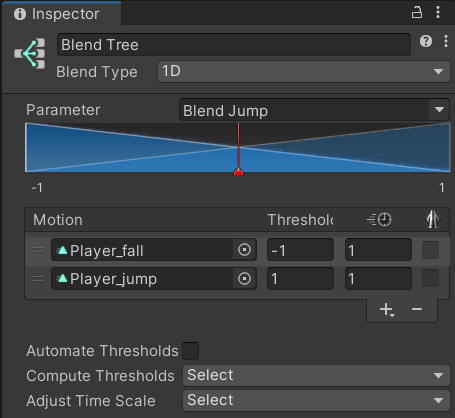 Inspector
Blend Tree
Blend Type 1D
Parameter Blend Jump
-1 1
Motion Threshold
Player_fall -1 1
Player_jump 1 1
Automate Thresholds
Compute Thresholds Select
Adjust Time Scale Select